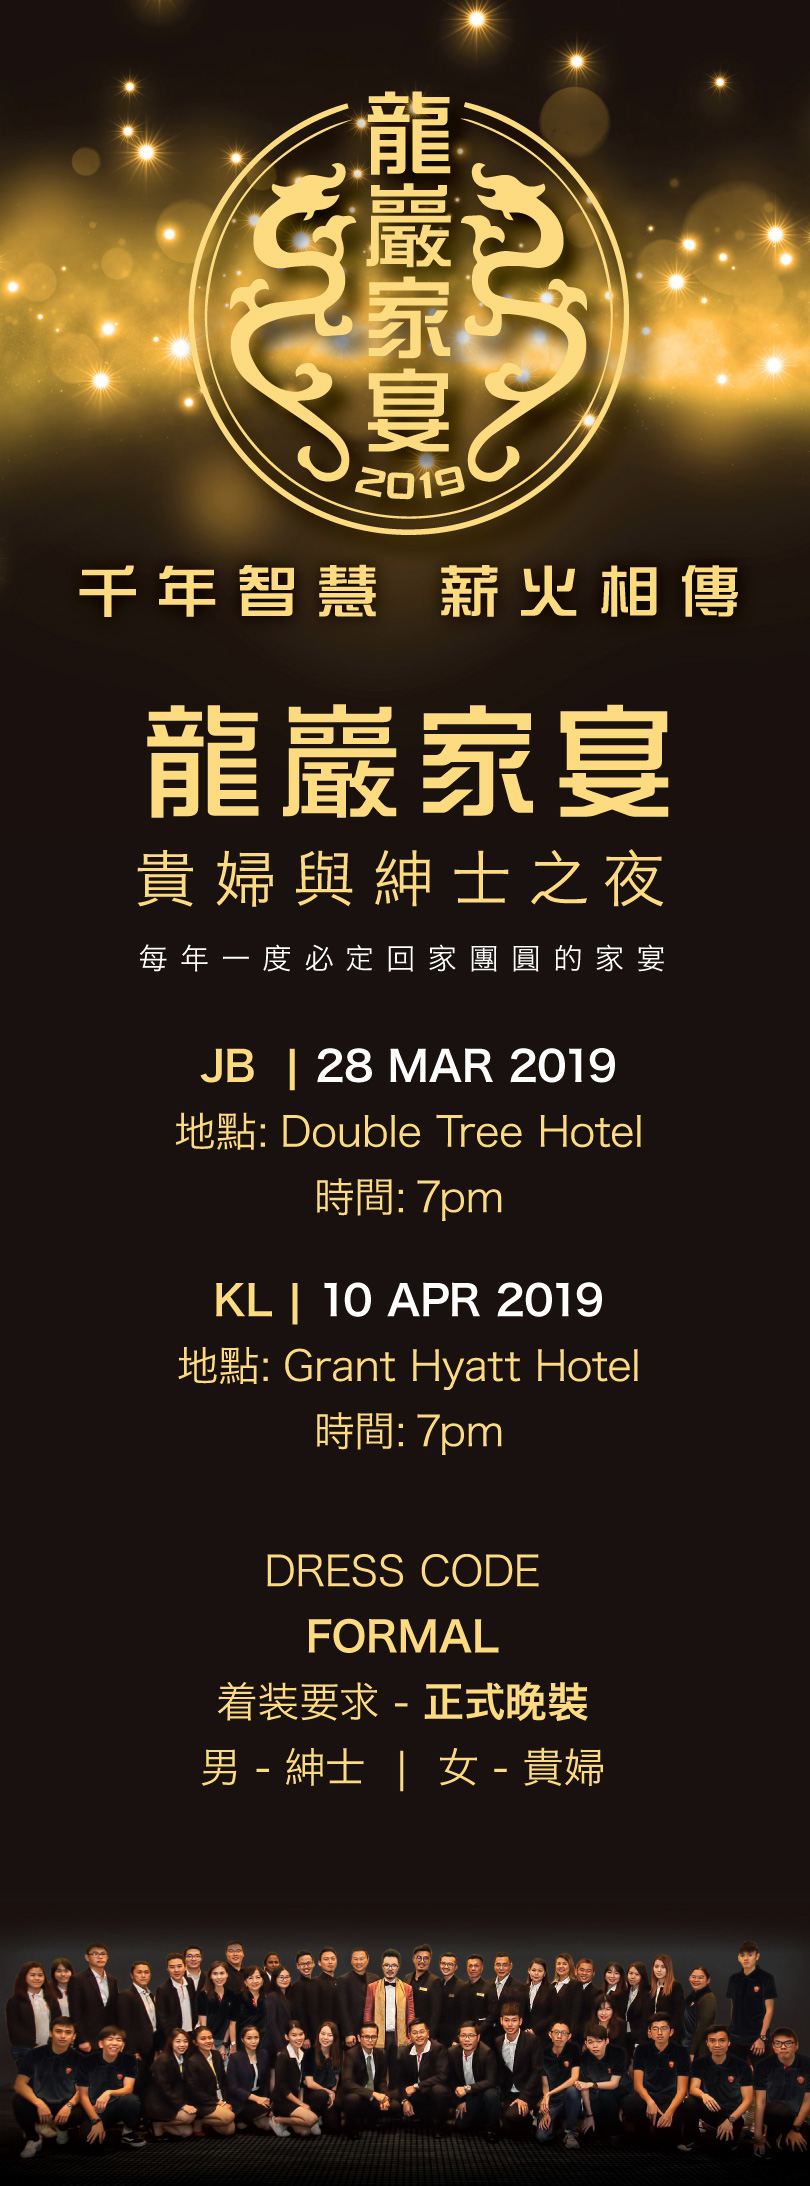 龍巖家宴
2019
千年智慧 薪火相傳
龍巖家宴
貴婦與紳士之夜
每年一度必定回家團圓的家宴
JB | 28 MAR 2019
地點: Double Tree Hotel
時間: 7pm
KL | 10 APR 2019
地點: Grant Hyatt Hotel
時間: 7pm
DRESS CODE
FORMAL
着装要求 - 正式晚裝
男 - 紳士 | 女 - 貴婦